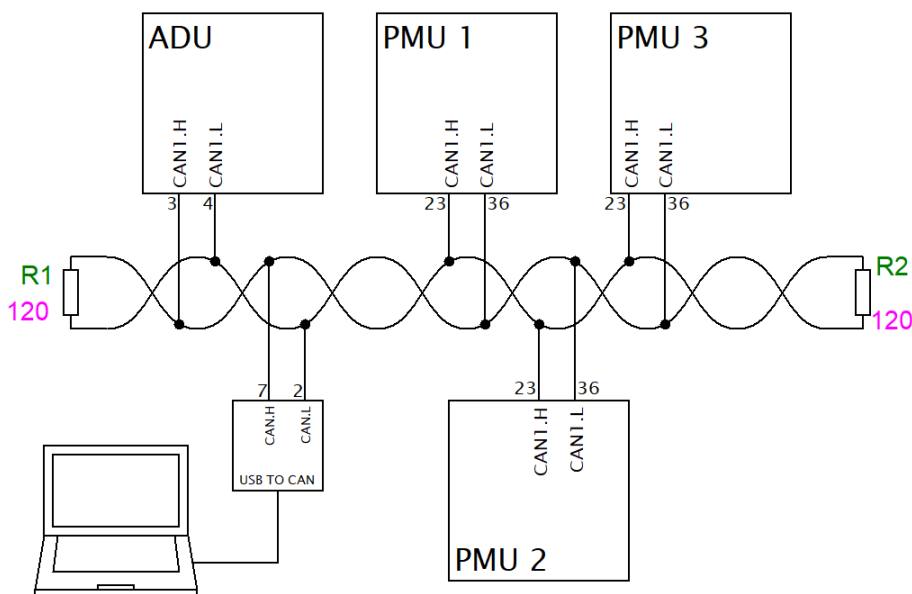 ADU
PMU 1
PMU 3
CAN1.H
CAN1.L
CAN1.H
CAN1.L
CAN1.H
CAN1.L
3
4
23
36
23
36
R1
120
R2
120
7
2
23
36
CAN.H
CAN.L
CAN1.H
CAN1.L
USB TO CAN
PMU 2